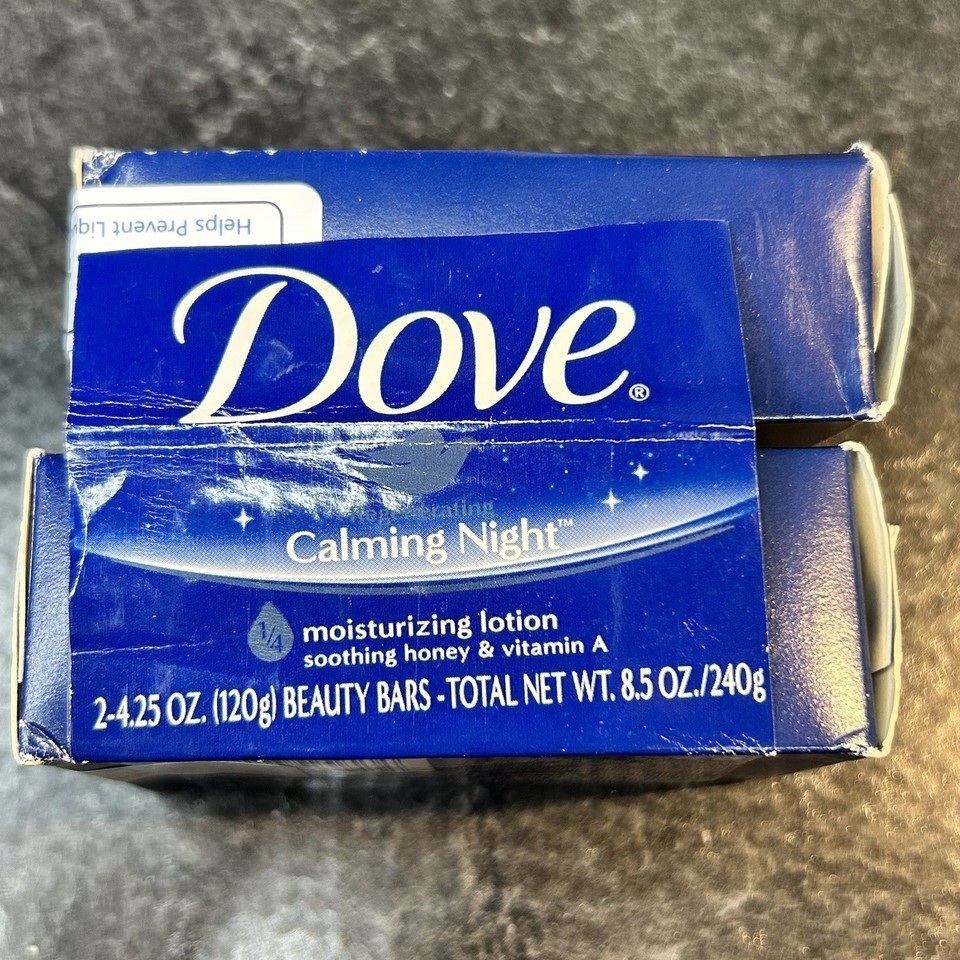 Helps Prevent
Dove®
Regenerating
Calming Night™
1/4 moisturizing lotion
soothing honey & vitamin A
2-4.25 OZ. (120g) BEAUTY BARS - TOTAL NET WT. 8.5 OZ./240g